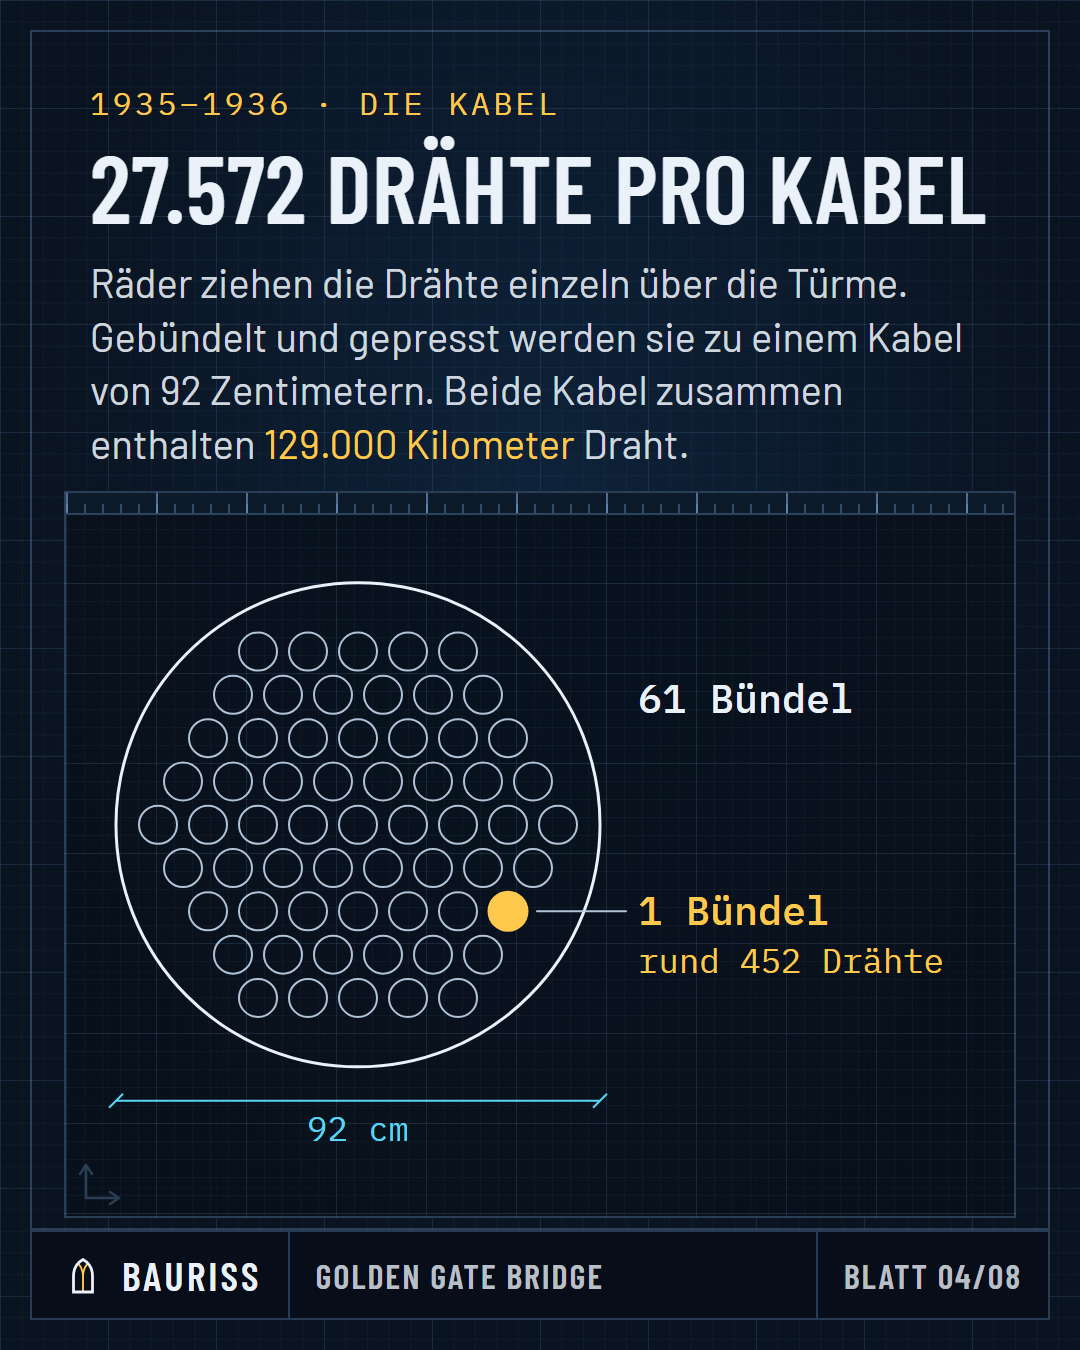 1935–1936 · DIE KABEL
27.572 DRÄHTE PRO KABEL
Räder ziehen die Drähte einzeln über die Türme.
Gebündelt und gepresst werden sie zu einem Kabel
von 92 Zentimetern. Beide Kabel zusammen
enthalten 129.000 Kilometer Draht.
61 Bündel
1 Bündel
rund 452 Drähte
92 cm
BAURISS
GOLDEN GATE BRIDGE
BLATT 04/08